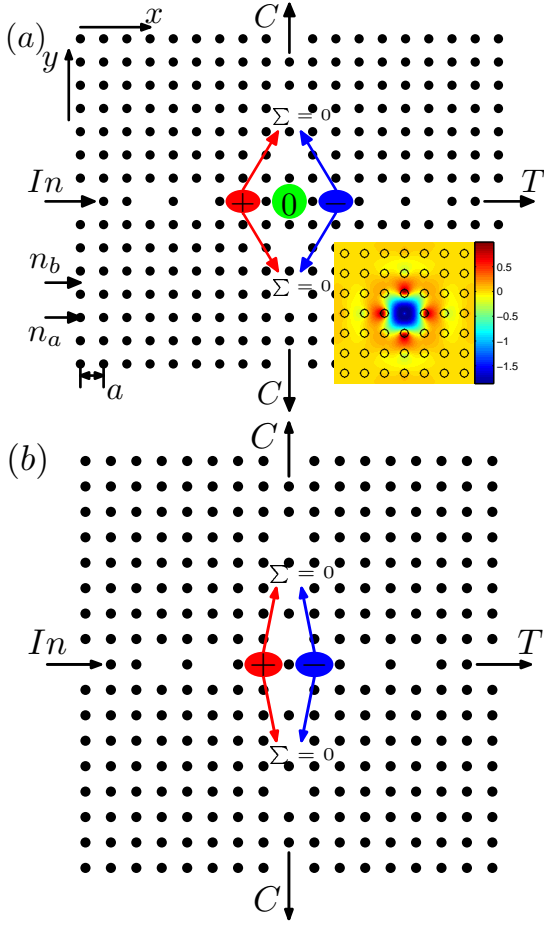 (a)
C
x
y
Σ = 0
In
+
0
−
T
n_b
n_a
Σ = 0
a
C
0.5
0
−0.5
−1
−1.5
(b)
C
Σ = 0
In
+
−
T
Σ = 0
C